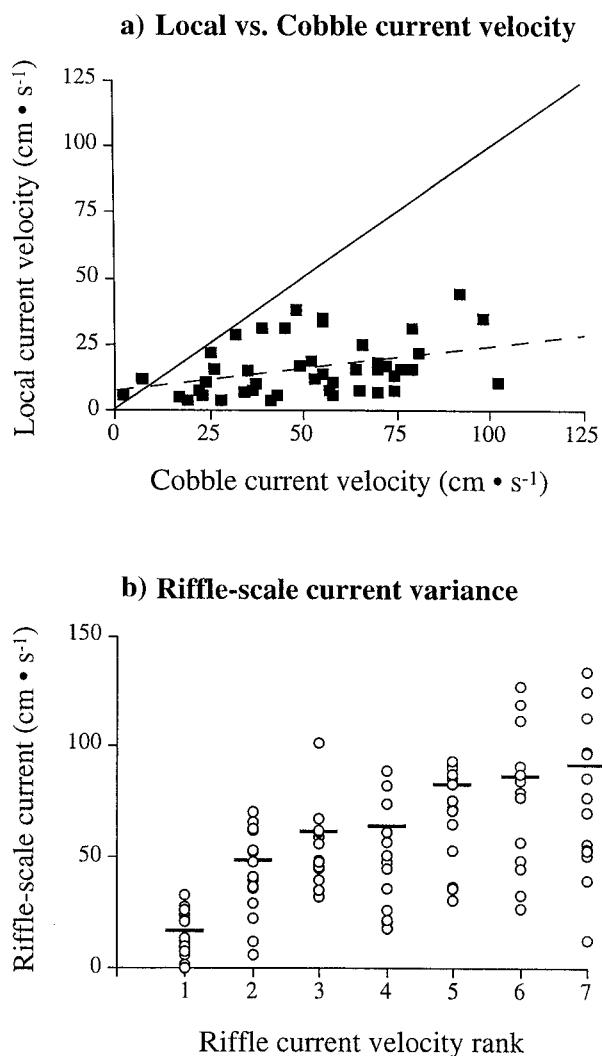 a) Local vs. Cobble current velocity
Local current velocity (cm • s⁻¹)
125
100
75
50
25
0
0 25 50 75 100 125
Cobble current velocity (cm • s⁻¹)
b) Riffle-scale current variance
Riffle-scale current (cm • s⁻¹)
150
100
50
0
1 2 3 4 5 6 7
Riffle current velocity rank